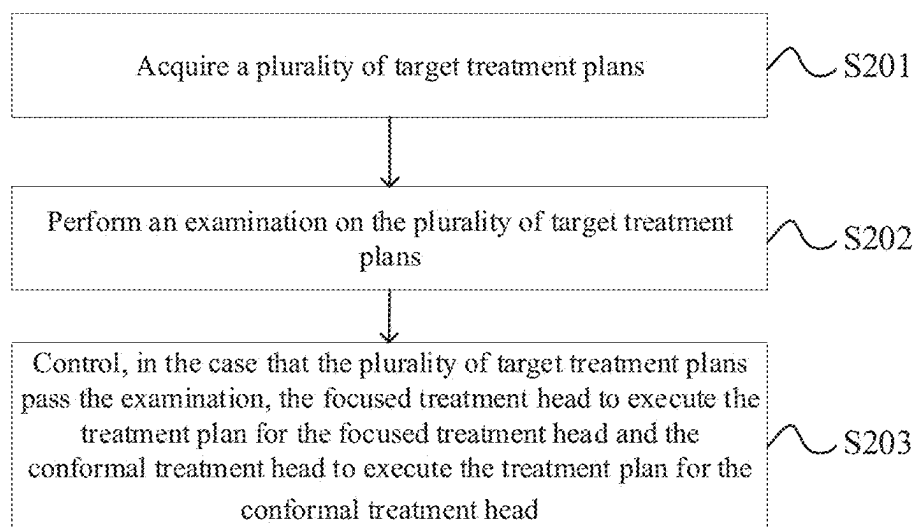 Acquire a plurality of target treatment plans
S201
Perform an examination on the plurality of target treatment
plans
S202
Control, in the case that the plurality of target treatment plans
pass the examination, the focused treatment head to execute the
treatment plan for the focused treatment head and the
conformal treatment head to execute the treatment plan for the
conformal treatment head
S203